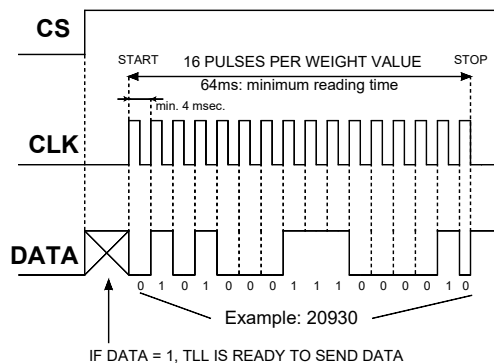 CS
START 16 PULSES PER WEIGHT VALUE STOP
64ms: minimum reading time
min. 4 msec.
CLK
DATA
0 1 0 1 0 0 0 1 1 1 0 0 0 0 1 0
Example: 20930
IF DATA = 1, TLL IS READY TO SEND DATA